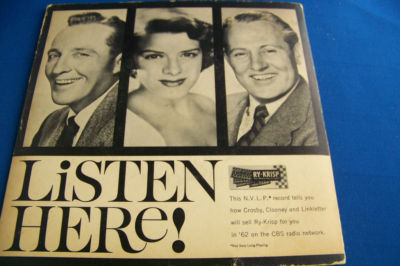 LiSTEN
HERe!
RY-KRISP
This N.V.L.P.* record tells you
how Crosby, Clooney and Linkletter
will sell Ry-Krisp for you
in '62 on the CBS radio network.
*Not Very Long Playing